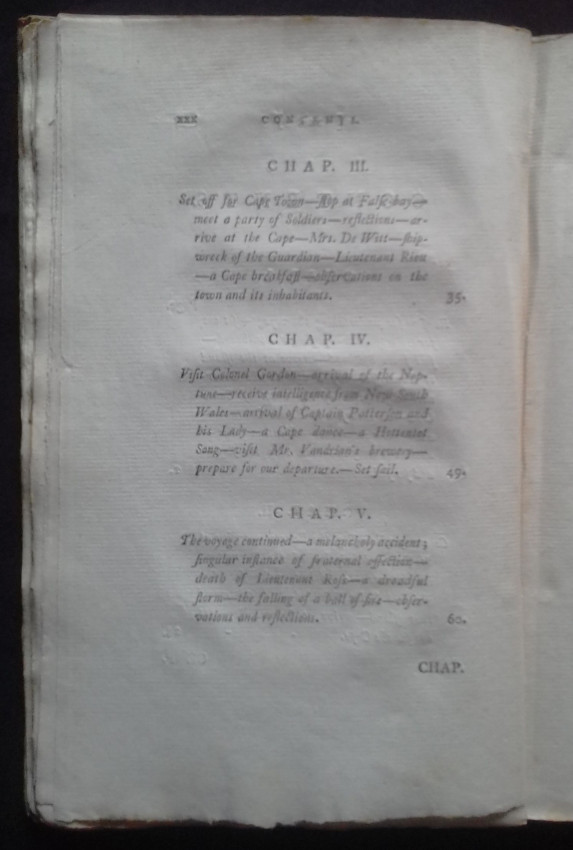 xxx CONTENTS.
CHAP. III.
Set off for Cape Town—ſtop at Falſe bay—
meet a party of Soldiers—reflections—ar-
rive at the Cape—Mrs. De Witt—ſhip-
wreck of the Guardian—Lieutenant Riou
—a Cape breakfaſt—obſervations on the
town and its inhabitants. 35.
CHAP. IV.
Viſit Colonel Gordon—arrival of the Nep-
tune—receive intelligence from New South
Wales—arrival of Captain Patterſon and
his Lady—a Cape dance—a Hottentot
Song—viſit Mr. Vandrian's brewery—
prepare for our departure.—Set ſail. 49.
CHAP. V.
The voyage continued—a melancholy accident;
ſingular inſtance of fraternal affection—
death of Lieutenant Roſs—a dreadful
ſtorm—the falling of a ball of fire—obſer-
vations and reflections. 60.
CHAP.